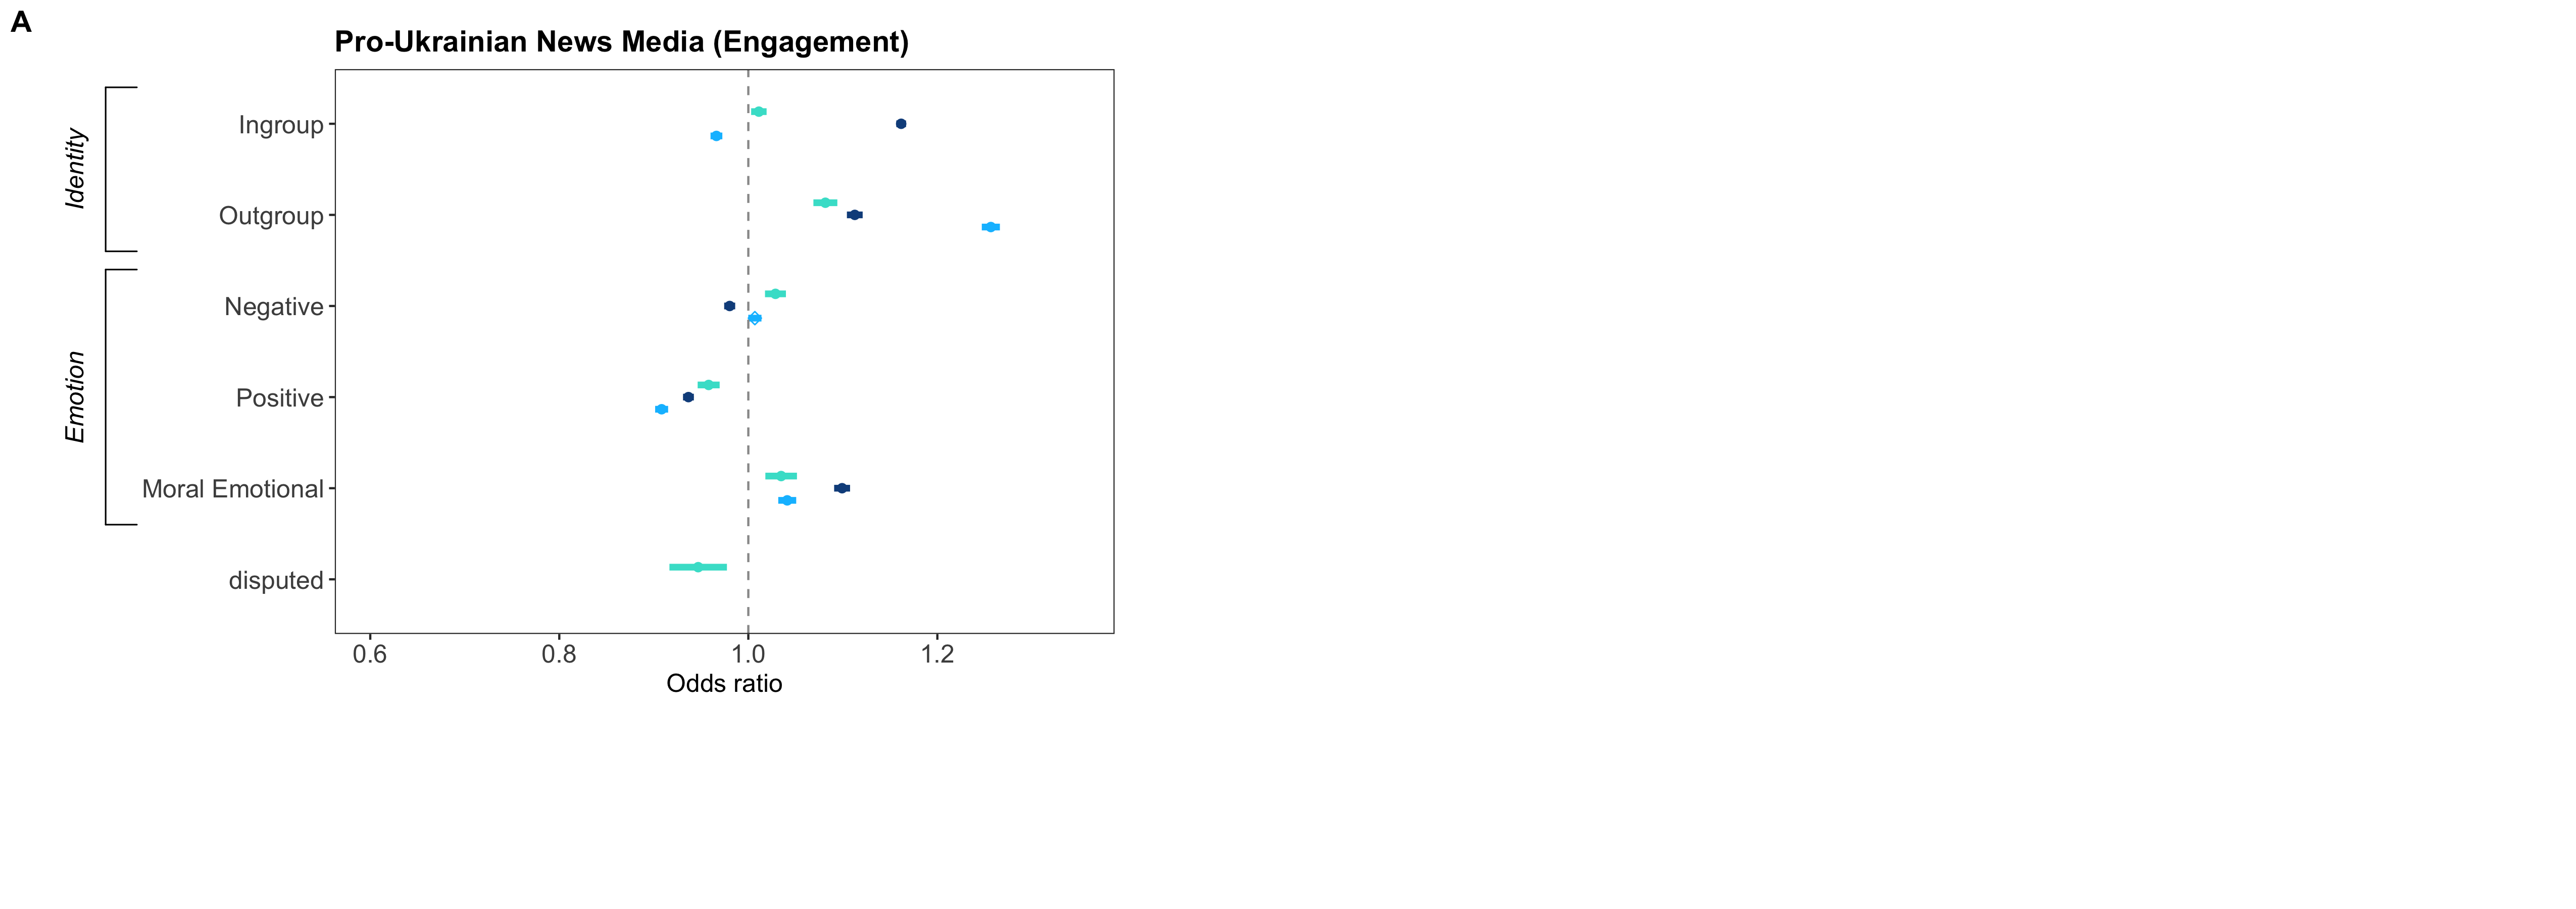 A
Pro-Ukrainian News Media (Engagement)
Identity
Ingroup
Outgroup
Emotion
Negative
Positive
Moral Emotional
disputed
0.6 0.8 1.0 1.2
Odds ratio